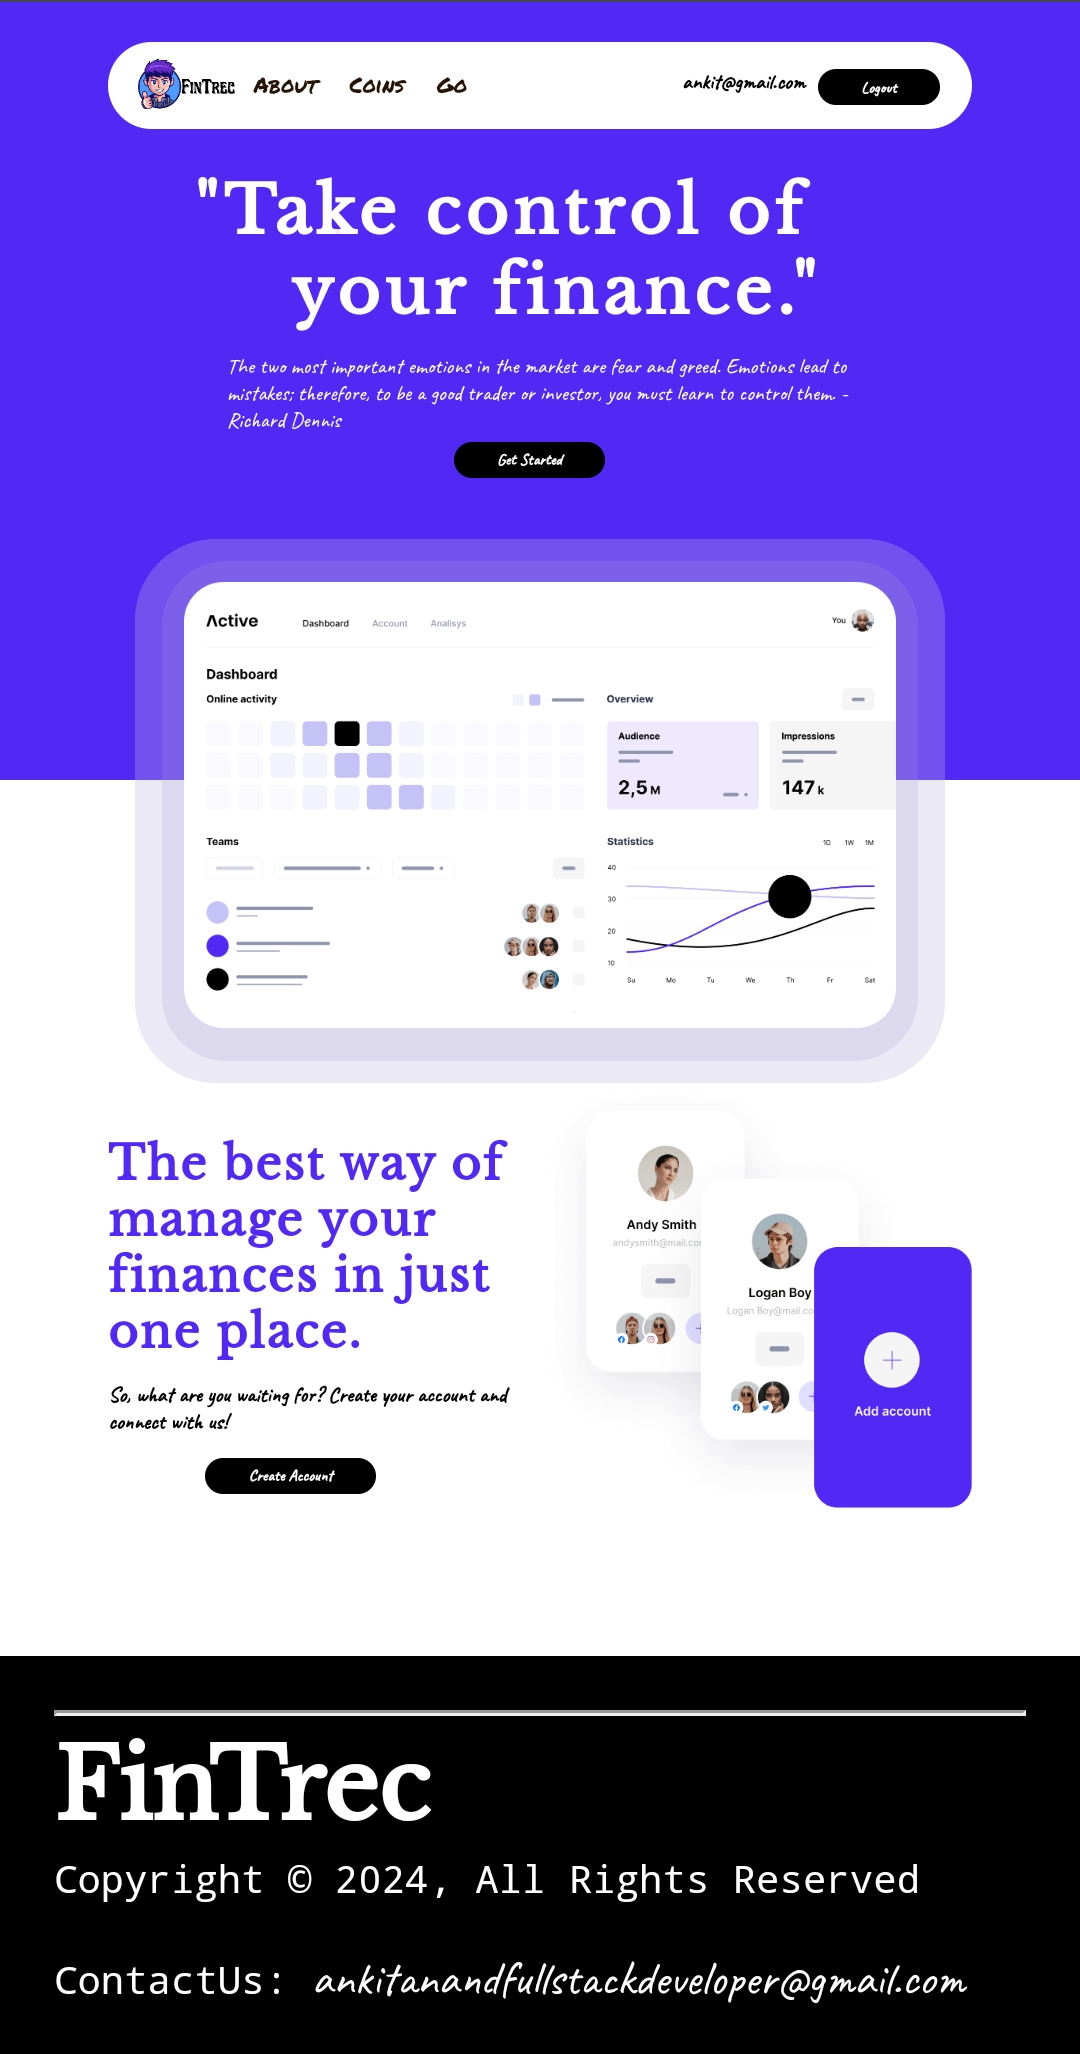 FinTrec About Coins Go ankit@gmail.com Logout
"Take control of
your finance."
The two most important emotions in the market are fear and greed. Emotions lead to
mistakes; therefore, to be a good trader or investor, you must learn to control them. -
Richard Dennis
Get Started
Active Dashboard Account Analisys You
Dashboard
Online activity
Overview
Audience
2,5 M
Impressions
147 k
Teams
Statistics 1D 1W 1M
40
30
20
10
Su Mo Tu We Th Fr Sat
The best way of
manage your
finances in just
one place.
So, what are you waiting for? Create your account and
connect with us!
Create Account
Andy Smith
andysmith@mail.co
Logan Boy
Logan Boy@mail.co
Add account
FinTrec
Copyright © 2024, All Rights Reserved
ContactUs: ankitanandfullstackdeveloper@gmail.com